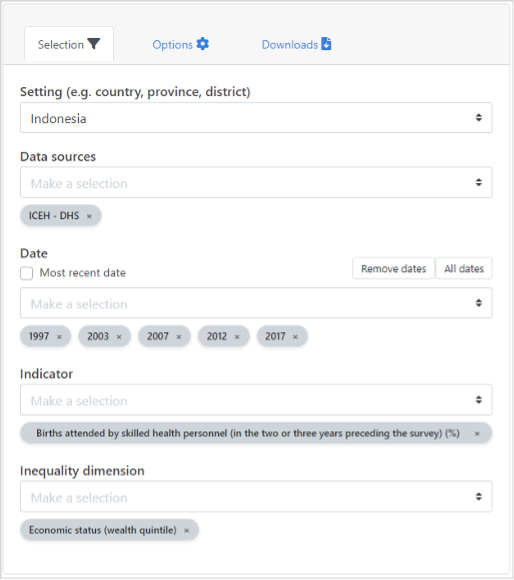 Selection Options Downloads
Setting (e.g. country, province, district)
Indonesia
Data sources
Make a selection
ICEH - DHS ×
Date
Most recent date Remove dates All dates
Make a selection
1997 × 2003 × 2007 × 2012 × 2017 ×
Indicator
Make a selection
Births attended by skilled health personnel (in the two or three years preceding the survey) (%) ×
Inequality dimension
Make a selection
Economic status (wealth quintile) ×